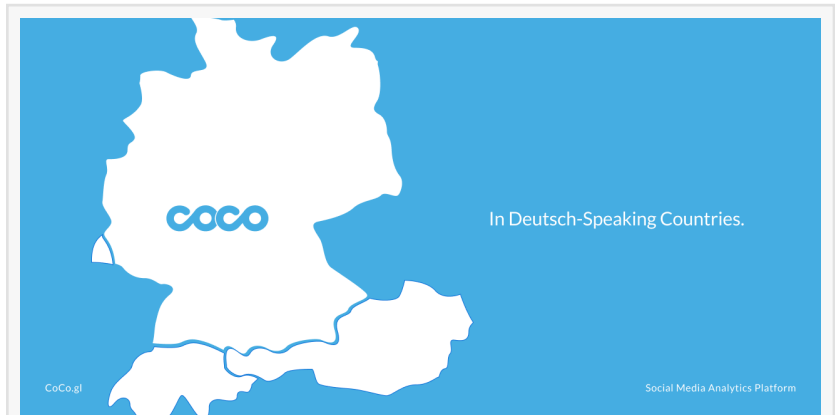 coco
In Deutsch-Speaking Countries.
CoCo.gl
Social Media Analytics Platform